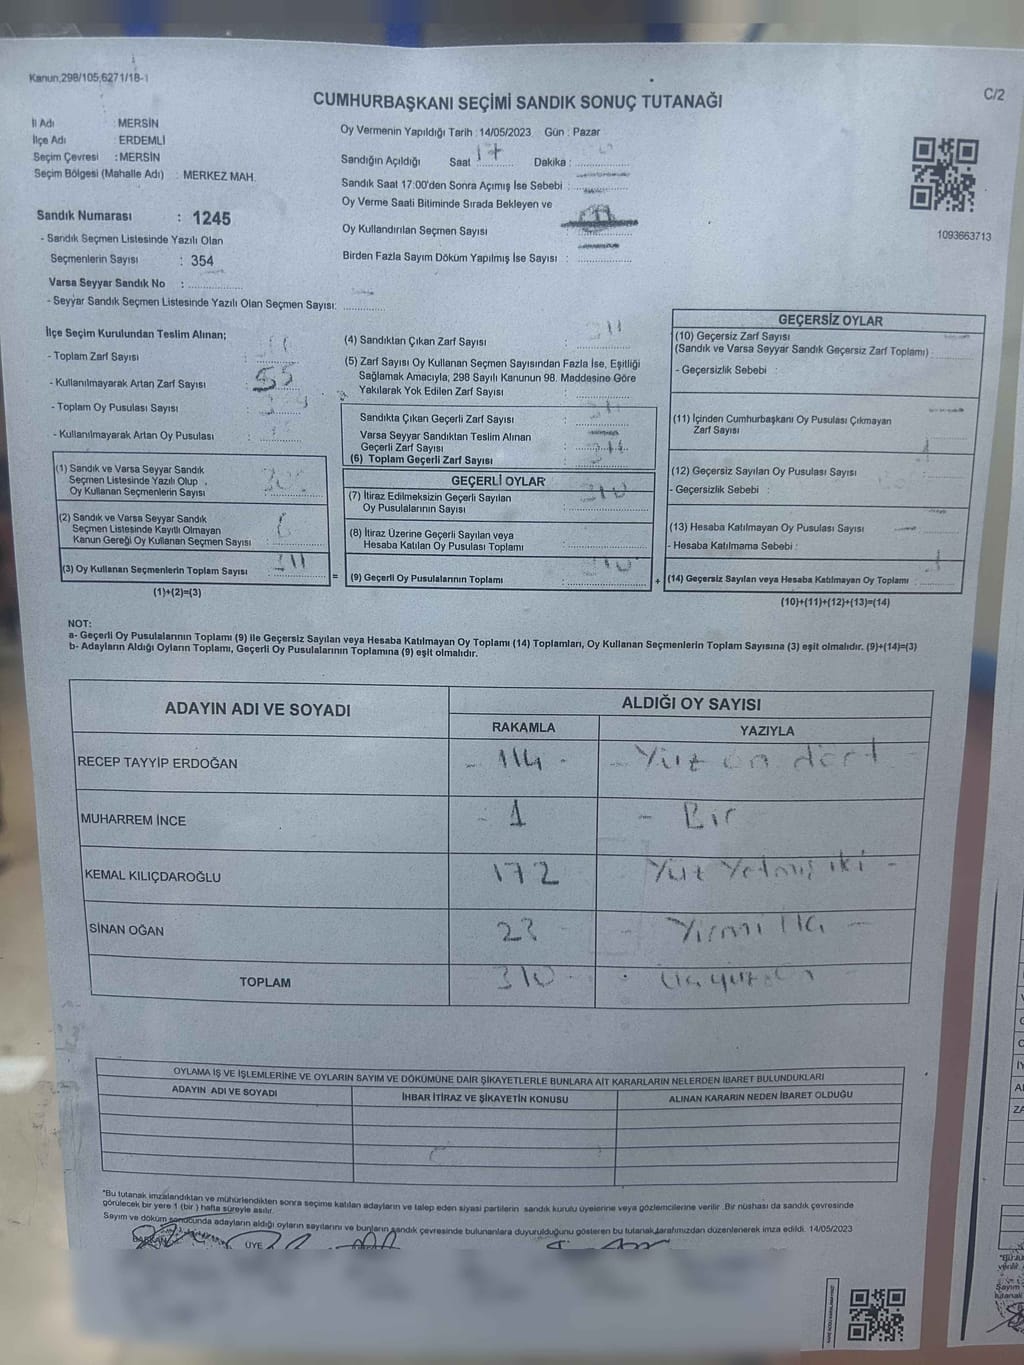 Kanun,298/105,6271/18-1
C/2
CUMHURBAŞKANI SEÇİMİ SANDIK SONUÇ TUTANAĞI
İl Adı : MERSİN
İlçe Adı : ERDEMLİ
Seçim Çevresi : MERSİN
Seçim Bölgesi (Mahalle Adı) : MERKEZ MAH.
Oy Vermenin Yapıldığı Tarih : 14/05/2023 Gün : Pazar
Sandığın Açıldığı Saat 17 Dakika :
Sandık Saat 17:00'den Sonra Açımış İse Sebebi :
Oy Verme Saati Bitiminde Sırada Bekleyen ve
Oy Kullandırılan Seçmen Sayısı :
Birden Fazla Sayım Döküm Yapılmış İse Sayısı :
1093663713
Sandık Numarası : 1245
- Sandık Seçmen Listesinde Yazılı Olan
Seçmenlerin Sayısı : 354
Varsa Seyyar Sandık No :
- Seyyar Sandık Seçmen Listesinde Yazılı Olan Seçmen Sayısı:
İlçe Seçim Kurulundan Teslim Alınan;
- Toplam Zarf Sayısı :
- Kullanılmayarak Artan Zarf Sayısı : 55
- Toplam Oy Pusulası Sayısı :
- Kullanılmayarak Artan Oy Pusulası :
(1) Sandık ve Varsa Seyyar Sandık
Seçmen Listesinde Yazılı Olup
Oy Kullanan Seçmenlerin Sayısı :
(2) Sandık ve Varsa Seyyar Sandık
Seçmen Listesinde Kayıtlı Olmayan
Kanun Gereği Oy Kullanan Seçmen Sayısı : 6
(3) Oy Kullanan Seçmenlerin Toplam Sayısı : 311
(1)+(2)=(3)
(4) Sandıktan Çıkan Zarf Sayısı : 311
(5) Zarf Sayısı Oy Kullanan Seçmen Sayısından Fazla İse, Eşitliği
Sağlamak Amacıyla, 298 Sayılı Kanunun 98. Maddesine Göre
Yakılarak Yok Edilen Zarf Sayısı :
Sandıkta Çıkan Geçerli Zarf Sayısı : 311
Varsa Seyyar Sandıktan Teslim Alınan
Geçerli Zarf Sayısı :
(6) Toplam Geçerli Zarf Sayısı : 311
GEÇERLİ OYLAR
(7) İtiraz Edilmeksizin Geçerli Sayılan
Oy Pusulalarının Sayısı : 310
(8) İtiraz Üzerine Geçerli Sayılan veya
Hesaba Katılan Oy Pusulası Toplamı :
= (9) Geçerli Oy Pusulalarının Toplamı : 310
GEÇERSİZ OYLAR
(10) Geçersiz Zarf Sayısı
(Sandık ve Varsa Seyyar Sandık Geçersiz Zarf Toplamı) :
- Geçersizlik Sebebi :
(11) İçinden Cumhurbaşkanı Oy Pusulası Çıkmayan
Zarf Sayısı :
(12) Geçersiz Sayılan Oy Pusulası Sayısı : 1
- Geçersizlik Sebebi :
(13) Hesaba Katılmayan Oy Pusulası Sayısı :
- Hesaba Katılmama Sebebi :
+ (14) Geçersiz Sayılan veya Hesaba Katılmayan Oy Toplamı : 1
(10)+(11)+(12)+(13)=(14)
NOT:
a- Geçerli Oy Pusulalarının Toplamı (9) ile Geçersiz Sayılan veya Hesaba Katılmayan Oy Toplamı (14) Toplamları, Oy Kullanan Seçmenlerin Toplam Sayısına (3) eşit olmalıdır. (9)+(14)=(3)
b- Adayların Aldığı Oyların Toplamı, Geçerli Oy Pusulalarının Toplamına (9) eşit olmalıdır.
ADAYIN ADI VE SOYADI
ALDIĞI OY SAYISI
RAKAMLA YAZIYLA
RECEP TAYYİP ERDOĞAN - 114 - - Yüz on dört
MUHARREM İNCE - 1 - Bir
KEMAL KILIÇDAROĞLU 172 Yüz Yetmiş iki -
SİNAN OĞAN 23 - Yirmi -
TOPLAM 310 - Üçyüzon
OYLAMA İŞ VE İŞLEMLERİNE VE OYLARIN SAYIM VE DÖKÜMÜNE DAİR ŞİKAYETLERLE BUNLARA AİT KARARLARIN NELERDEN İBARET BULUNDUKLARI
ADAYIN ADI VE SOYADI İHBAR İTİRAZ VE ŞİKAYETİN KONUSU ALINAN KARARIN NEDEN İBARET OLDUĞU
*Bu tutanak imzalandıktan ve mühürlendikten sonra seçime katılan adayların ve talep eden siyasi partilerin sandık kurulu üyelerine veya gözlemcilerine verilir. Bir nüshası da sandık çevresinde
görülecek bir yere 1 (bir ) hafta süreyle asılır.
Sayım ve döküm sonucunda adayların aldığı oyların sayılarını ve bunların sandık çevresinde bulunanlara duyurulduğunu gösteren bu tutanak tarafımızdan düzenlenerek imza edildi. 14/05/2023
BAŞKAN ÜYE